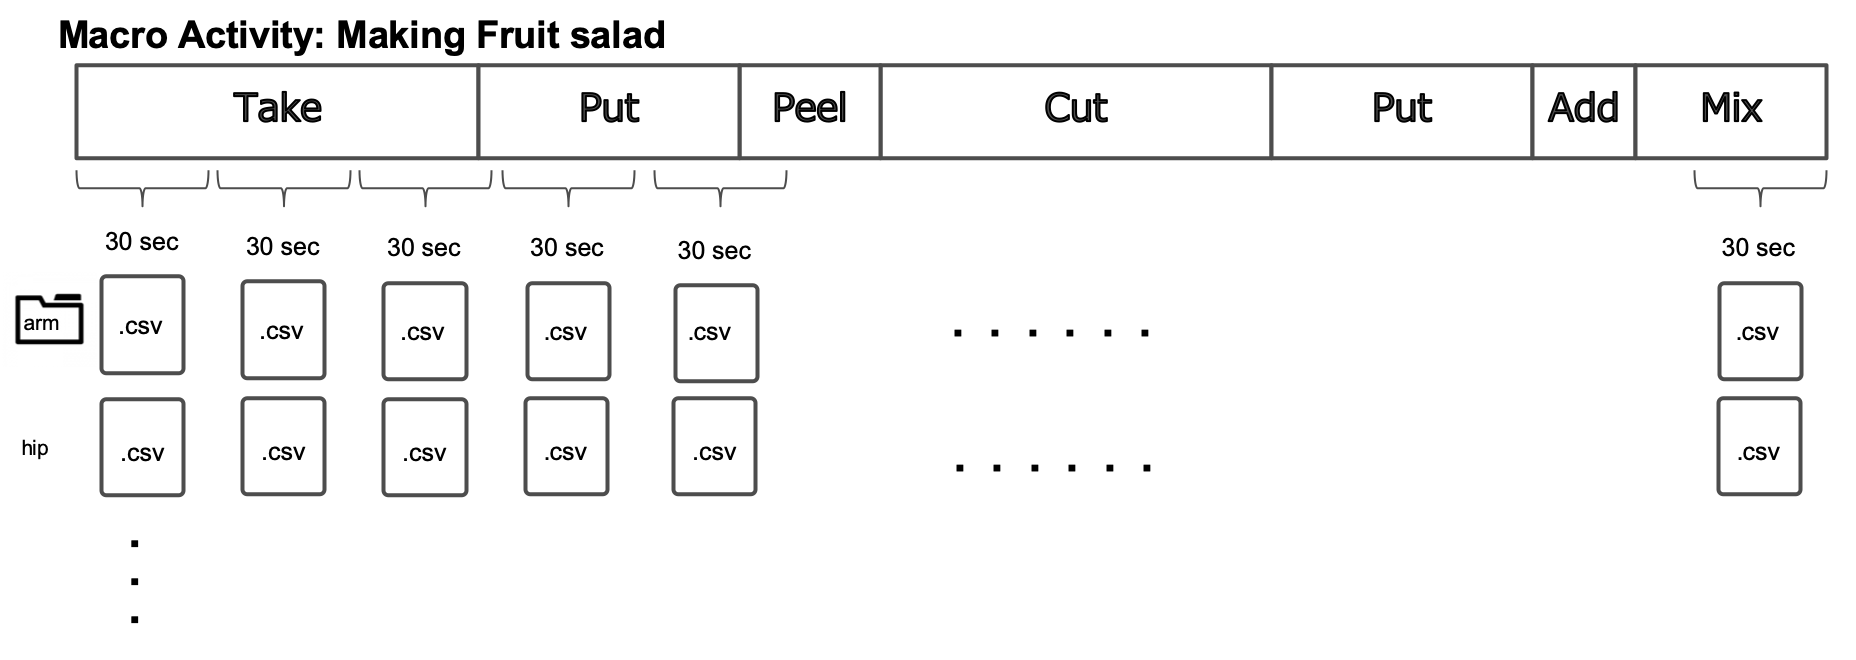 Macro Activity: Making Fruit salad
Take Put Peel Cut Put Add Mix
30 sec 30 sec 30 sec 30 sec 30 sec 30 sec
arm .csv .csv .csv .csv .csv . . . . . . .csv
hip .csv .csv .csv .csv .csv . . . . . . .csv
.
.
.